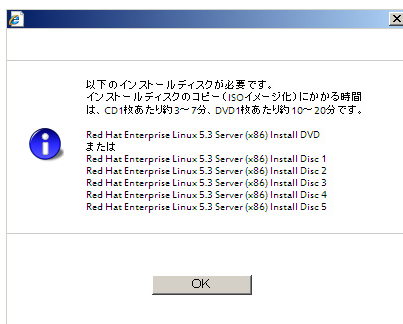 以下のインストールディスクが必要です。
インストールディスクのコピー(ISOイメージ化)にかかる時間
は、CD1枚あたり約3～7分、DVD1枚あたり約10～20分です。
Red Hat Enterprise Linux 5.3 Server (x86) Install DVD
または
Red Hat Enterprise Linux 5.3 Server (x86) Install Disc 1
Red Hat Enterprise Linux 5.3 Server (x86) Install Disc 2
Red Hat Enterprise Linux 5.3 Server (x86) Install Disc 3
Red Hat Enterprise Linux 5.3 Server (x86) Install Disc 4
Red Hat Enterprise Linux 5.3 Server (x86) Install Disc 5
OK